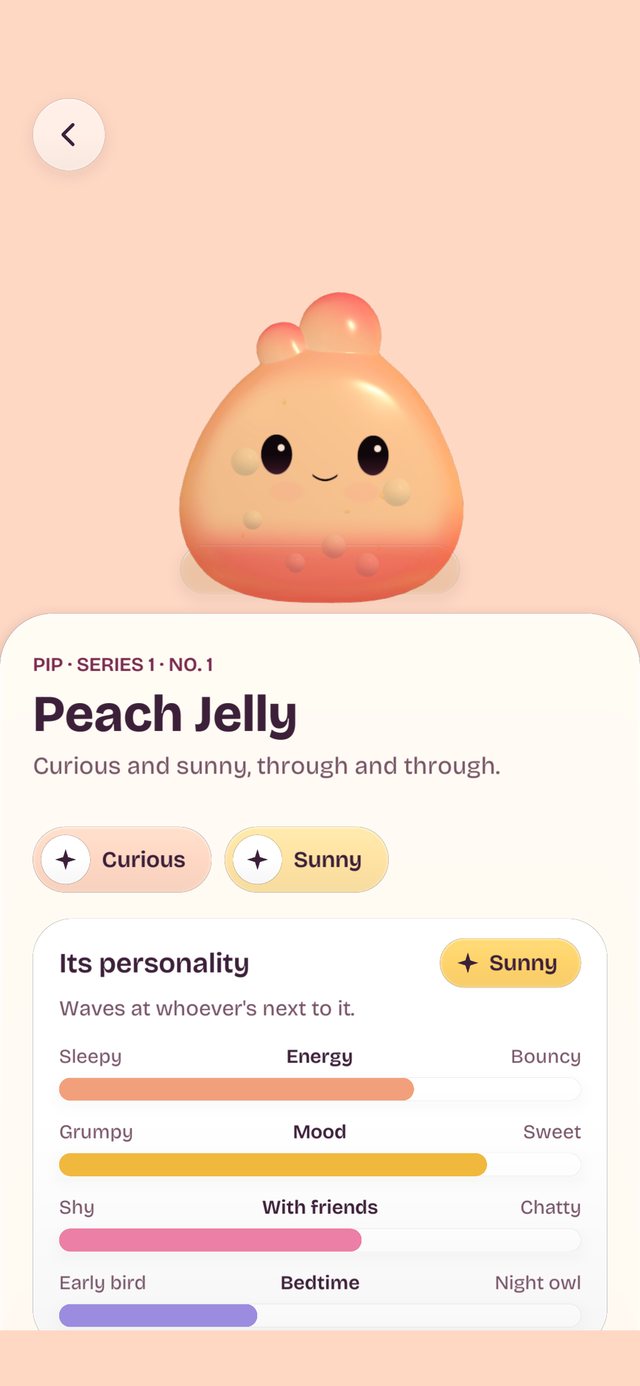 PIP · SERIES 1 · NO. 1
Peach Jelly
Curious and sunny, through and through.
Curious Sunny
Its personality Sunny
Waves at whoever's next to it.
Sleepy Energy Bouncy
Grumpy Mood Sweet
Shy With friends Chatty
Early bird Bedtime Night owl